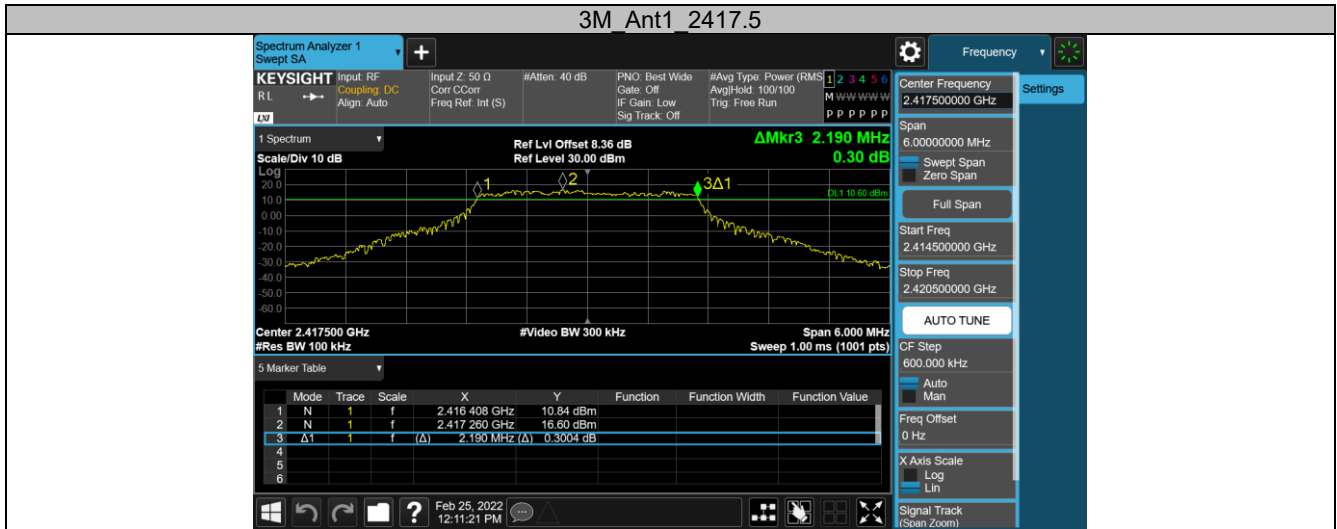 3M_Ant1_2417.5
Spectrum Analyzer 1
Swept SA
+
Frequency
KEYSIGHT
RL
LXI
Input: RF
Coupling: DC
Align: Auto
Input Z: 50 Ω
Corr CCorr
Freq Ref: Int (S)
#Atten: 40 dB
PNO: Best Wide
Gate: Off
IF Gain: Low
Sig Track: Off
#Avg Type: Power (RMS
Avg|Hold: 100/100
Trig: Free Run
1 2 3 4 5 6
M W W W W W
P P P P P P
1 Spectrum
Scale/Div 10 dB
Ref Lvl Offset 8.36 dB
Ref Level 30.00 dBm
ΔMkr3 2.190 MHz
0.30 dB
Log
20.0
10.0
0.00
-10.0
-20.0
-30.0
-40.0
-50.0
-60.0
1
2
3Δ1
DL1 10.60 dBm
Center 2.417500 GHz
#Video BW 300 kHz
Span 6.000 MHz
#Res BW 100 kHz
Sweep 1.00 ms (1001 pts)
5 Marker Table
Mode Trace Scale X Y Function Function Width Function Value
1 N 1 f 2.416 408 GHz 10.84 dBm
2 N 1 f 2.417 260 GHz 16.60 dBm
3 Δ1 1 f (Δ) 2.190 MHz (Δ) 0.3004 dB
4
5
6
?
Feb 25, 2022
12:11:21 PM
Center Frequency
2.417500000 GHz
Settings
Span
6.00000000 MHz
Swept Span
Zero Span
Full Span
Start Freq
2.414500000 GHz
Stop Freq
2.420500000 GHz
AUTO TUNE
CF Step
600.000 kHz
Auto
Man
Freq Offset
0 Hz
X Axis Scale
Log
Lin
Signal Track
(Span Zoom)